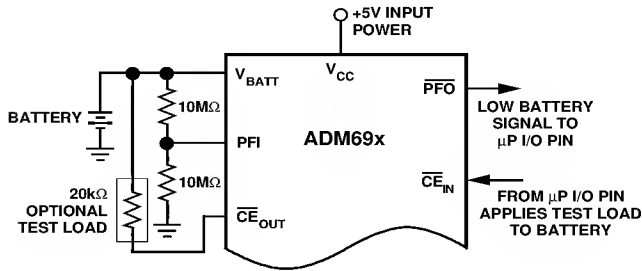 +5V INPUT
POWER
V_BATT
V_CC
PFO
BATTERY
10MΩ
LOW BATTERY
SIGNAL TO
µP I/O PIN
PFI
ADM69x
10MΩ
CE_IN
20kΩ
OPTIONAL
TEST LOAD
CE_OUT
FROM µP I/O PIN
APPLIES TEST LOAD
TO BATTERY